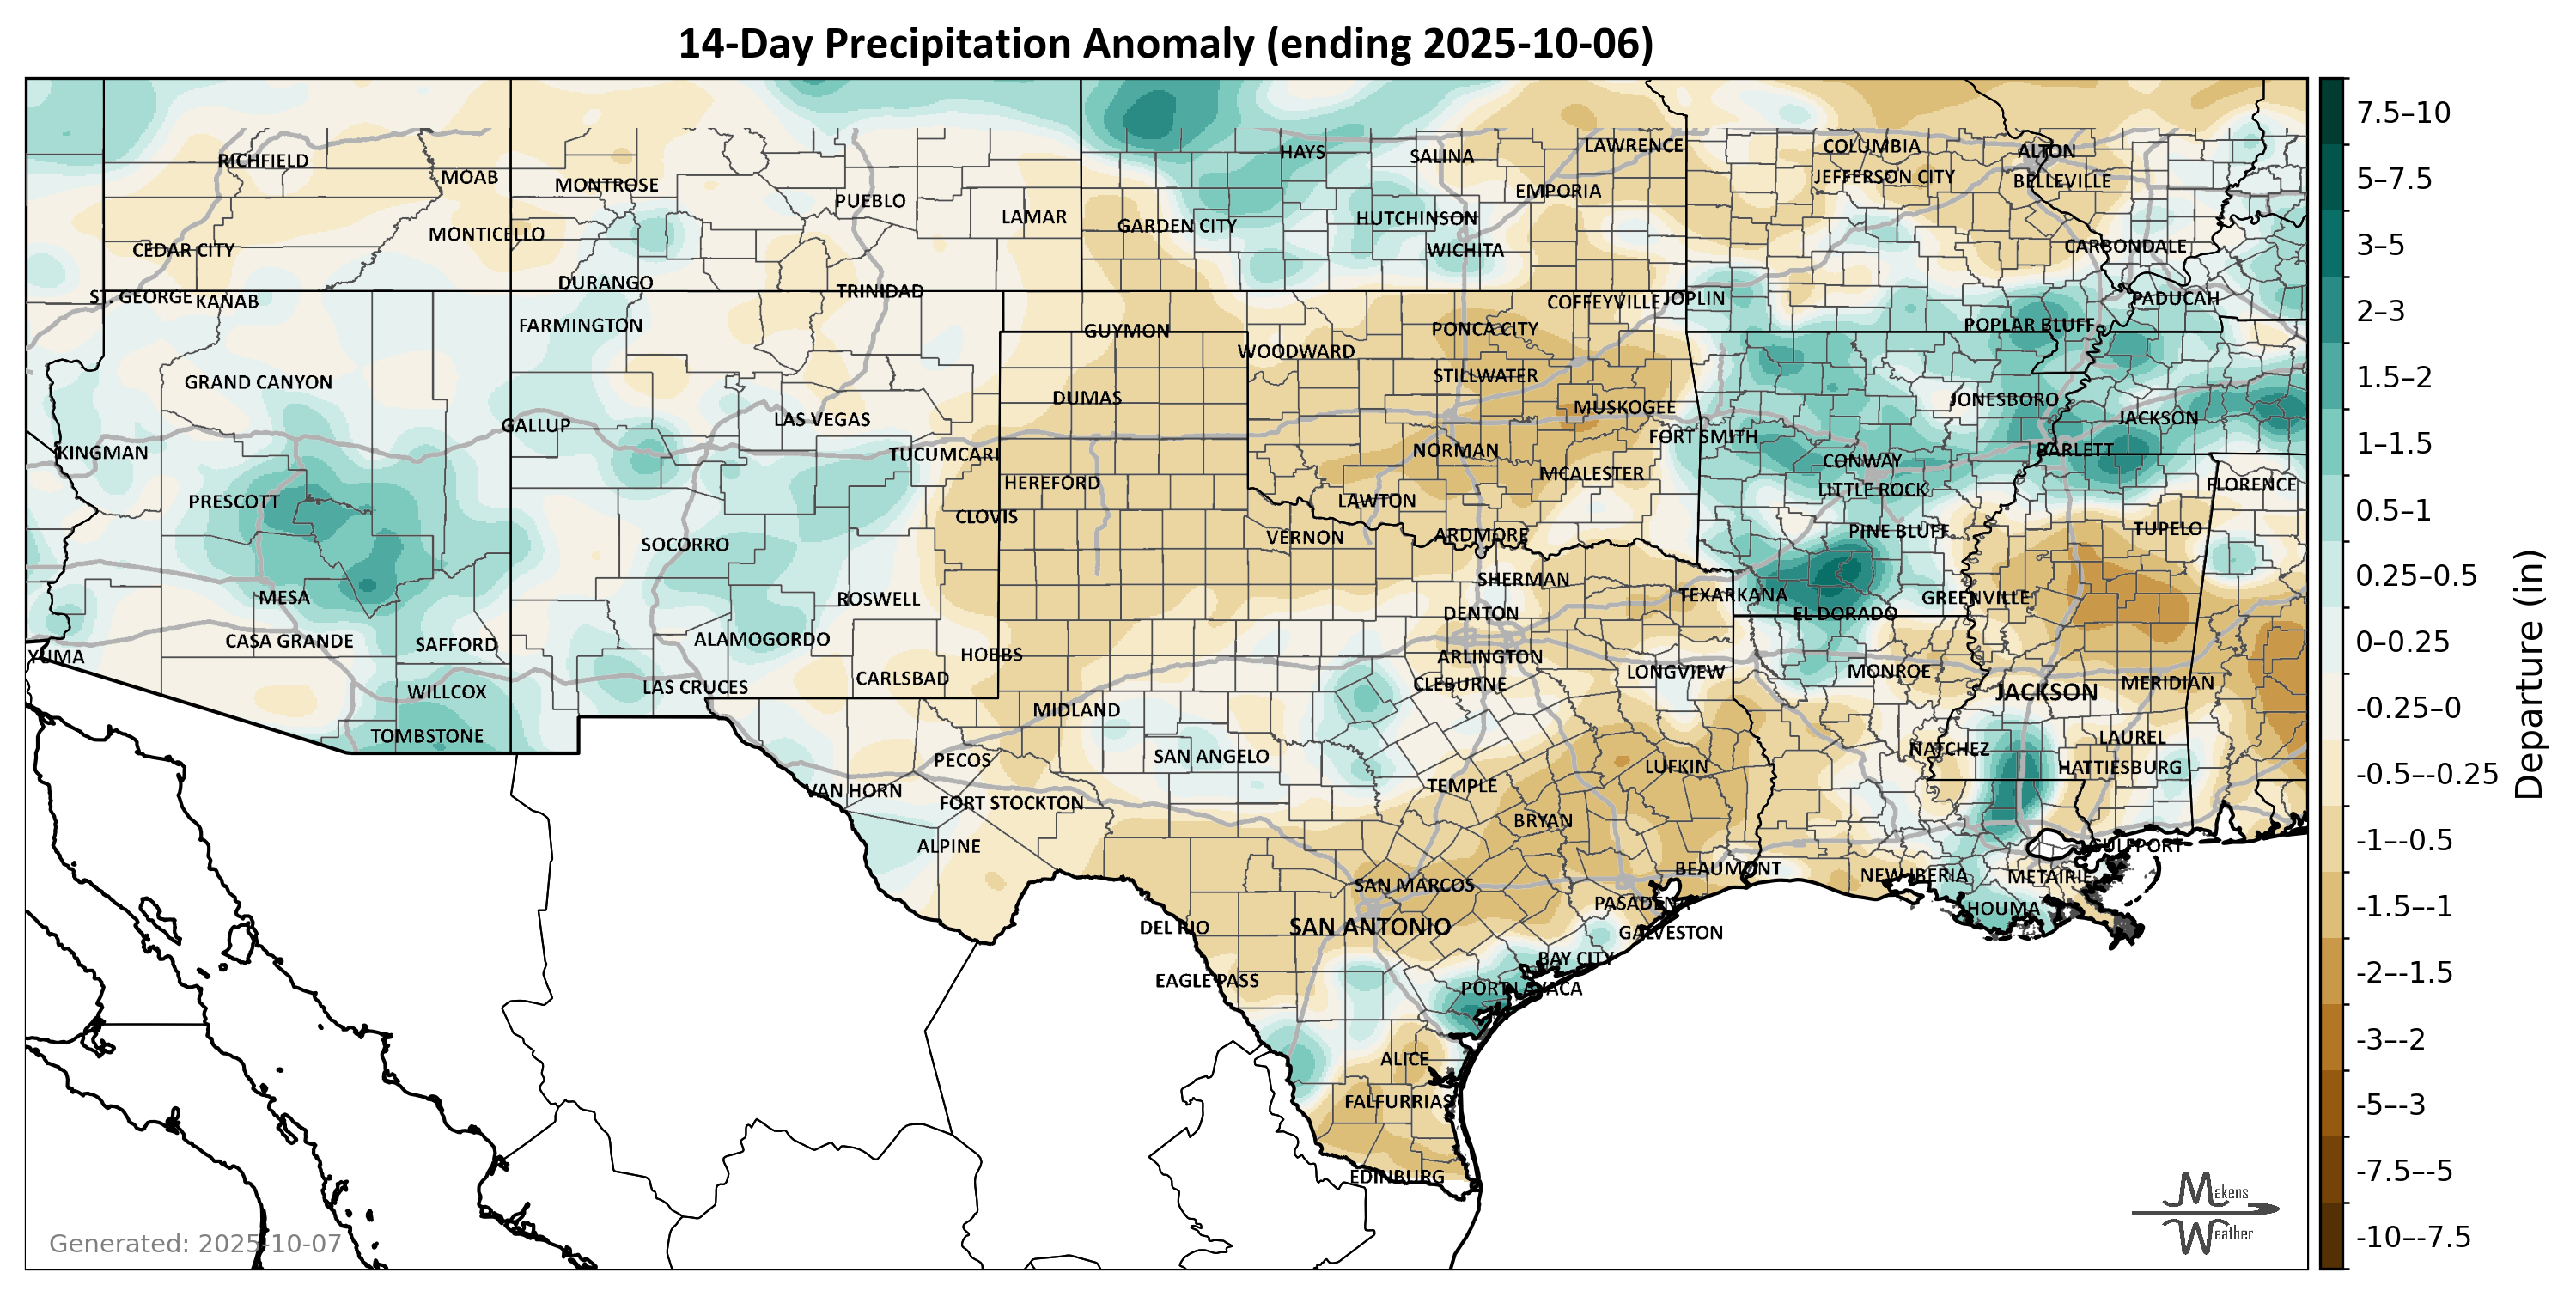 14-Day Precipitation Anomaly (ending 2025-10-06)
RICHFIELD
MOAB
MONTROSE
PUEBLO
LAMAR
HAYS
SALINA
LAWRENCE
EMPORIA
GARDEN CITY
HUTCHINSON
WICHITA
COLUMBIA
JEFFERSON CITY
ALTON
BELLEVILLE
CARBONDALE
CEDAR CITY
MONTICELLO
DURANGO
TRINIDAD
ST. GEORGE
KANAB
FARMINGTON
GUYMON
COFFEYVILLE
JOPLIN
PADUCAH
POPLAR BLUFF
PONCA CITY
WOODWARD
STILLWATER
GRAND CANYON
DUMAS
MUSKOGEE
JONESBORO
JACKSON
GALLUP
LAS VEGAS
KINGMAN
TUCUMCARI
NORMAN
FORT SMITH
BARLETT
CONWAY
MCALESTER
HEREFORD
LITTLE ROCK
FLORENCE
PRESCOTT
LAWTON
CLOVIS
VERNON
ARDMORE
PINE BLUFF
TUPELO
SOCORRO
SHERMAN
MESA
ROSWELL
TEXARKANA
GREENVILLE
DENTON
EL DORADO
CASA GRANDE
SAFFORD
ALAMOGORDO
HOBBS
ARLINGTON
YUMA
LONGVIEW
MONROE
CARLSBAD
CLEBURNE
WILLCOX
LAS CRUCES
JACKSON
MERIDIAN
MIDLAND
TOMBSTONE
NATCHEZ
LAUREL
PECOS
SAN ANGELO
LUFKIN
HATTIESBURG
VAN HORN
TEMPLE
FORT STOCKTON
BRYAN
ALPINE
GULFPORT
BEAUMONT
NEW IBERIA
METAIRIE
SAN MARCOS
PASADENA
HOUMA
DEL RIO
SAN ANTONIO
GALVESTON
BAY CITY
EAGLE PASS
PORT LAVACA
ALICE
FALFURRIAS
EDINBURG
7.5–10
5–7.5
3–5
2–3
1.5–2
1–1.5
0.5–1
0.25–0.5
0–0.25
-0.25–0
-0.5–-0.25
-1–-0.5
-1.5–-1
-2–-1.5
-3–-2
-5–-3
-7.5–-5
-10–-7.5
Departure (in)
Makens
Weather
Generated: 2025-10-07